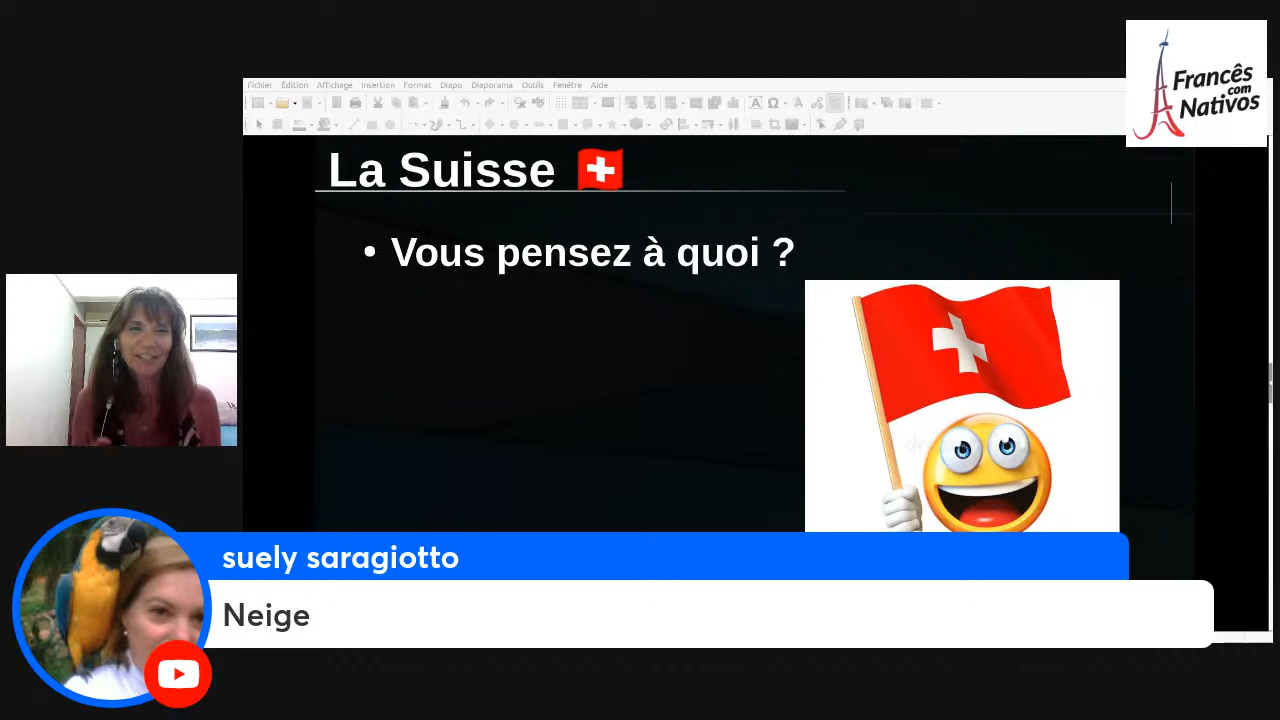 Francês
com
Nativos
Fichier Édition Affichage Insertion Format Diapo Diaporama Outils Fenêtre Aide
La Suisse
• Vous pensez à quoi ?
suely saragiotto
Neige